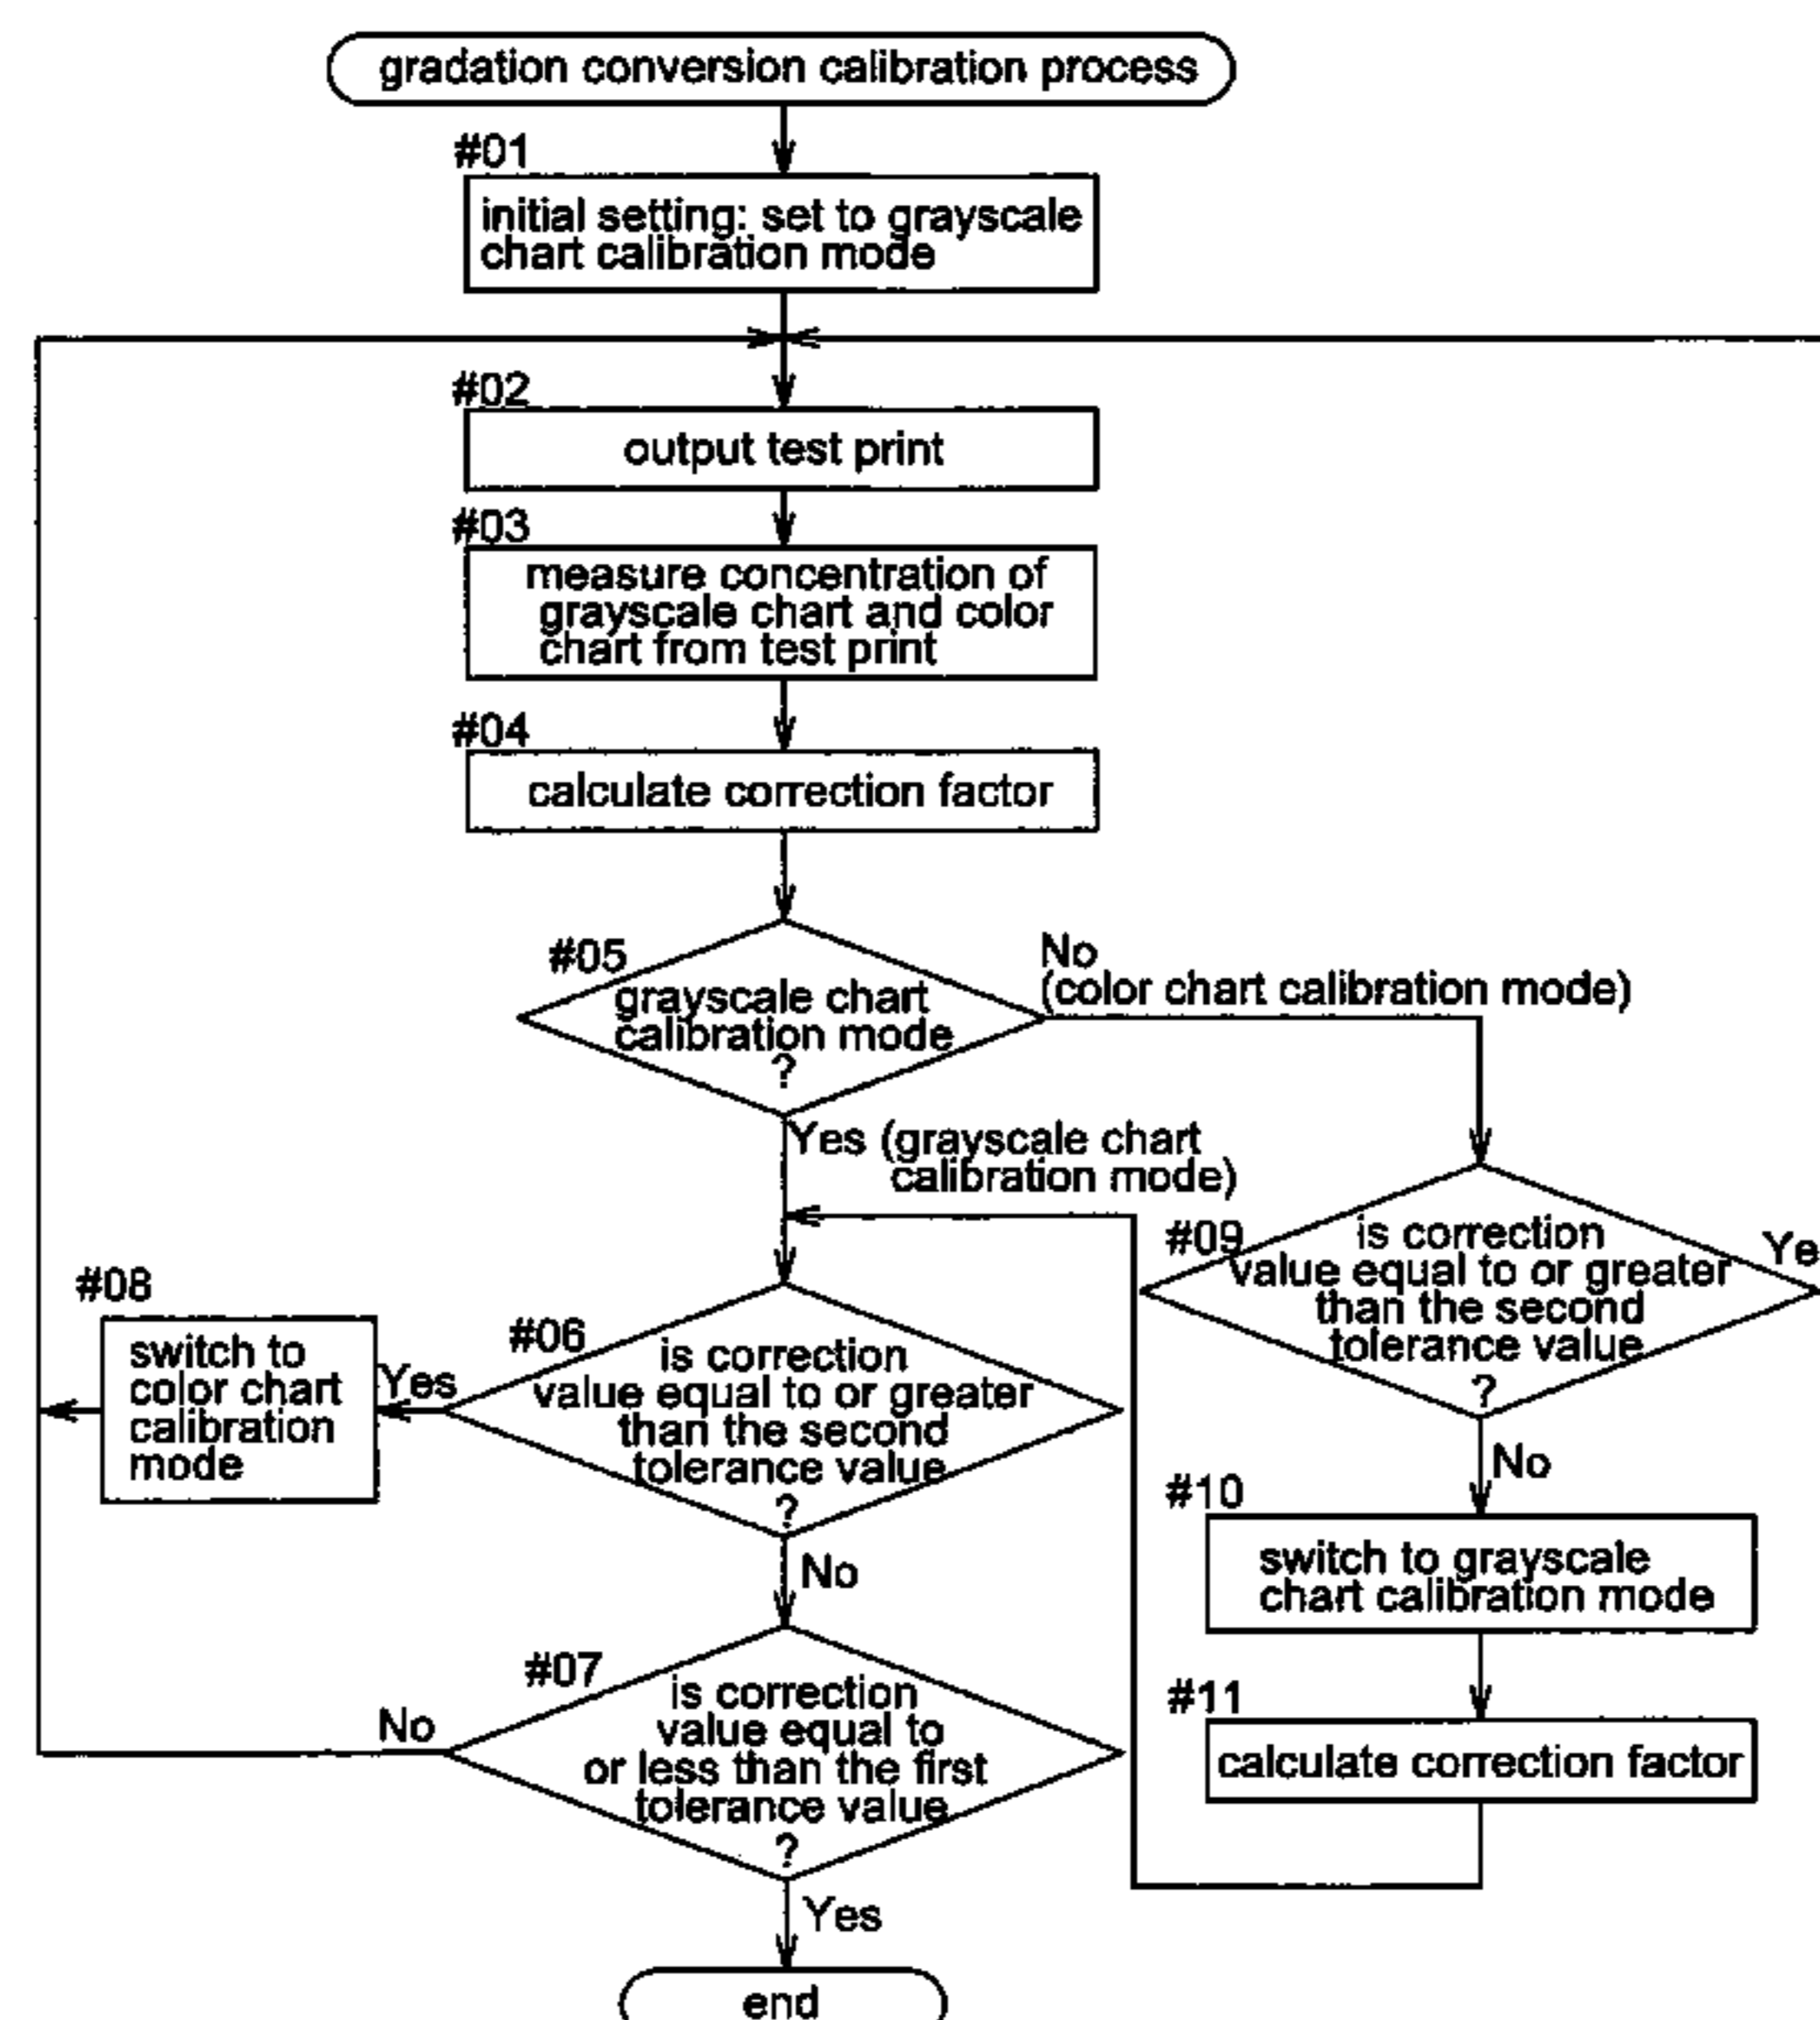 gradation conversion calibration process
#01
initial setting: set to grayscale
chart calibration mode
#02
output test print
#03
measure concentration of
grayscale chart and color
chart from test print
#04
calculate correction factor
#05
grayscale chart
calibration mode
?
No
(color chart calibration mode)
Yes (grayscale chart
calibration mode)
#09
is correction
value equal to or greater
than the second
tolerance value
?
Ye
No
#08
switch to
color chart
calibration
mode
Yes
#06
is correction
value equal to or greater
than the second
tolerance value
?
No
#10
switch to grayscale
chart calibration mode
#07
is correction
value equal to
or less than the first
tolerance value
?
No
#11
calculate correction factor
Yes
end